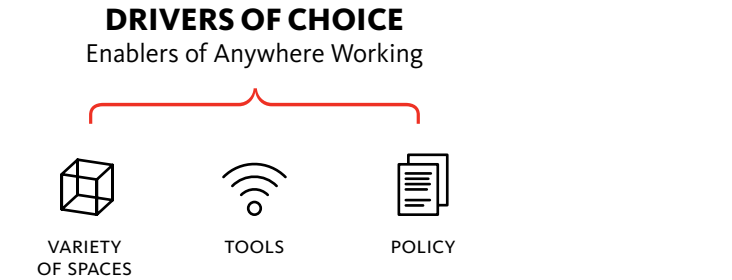 DRIVERS OF CHOICE
Enablers of Anywhere Working
VARIETY
OF SPACES
TOOLS
POLICY